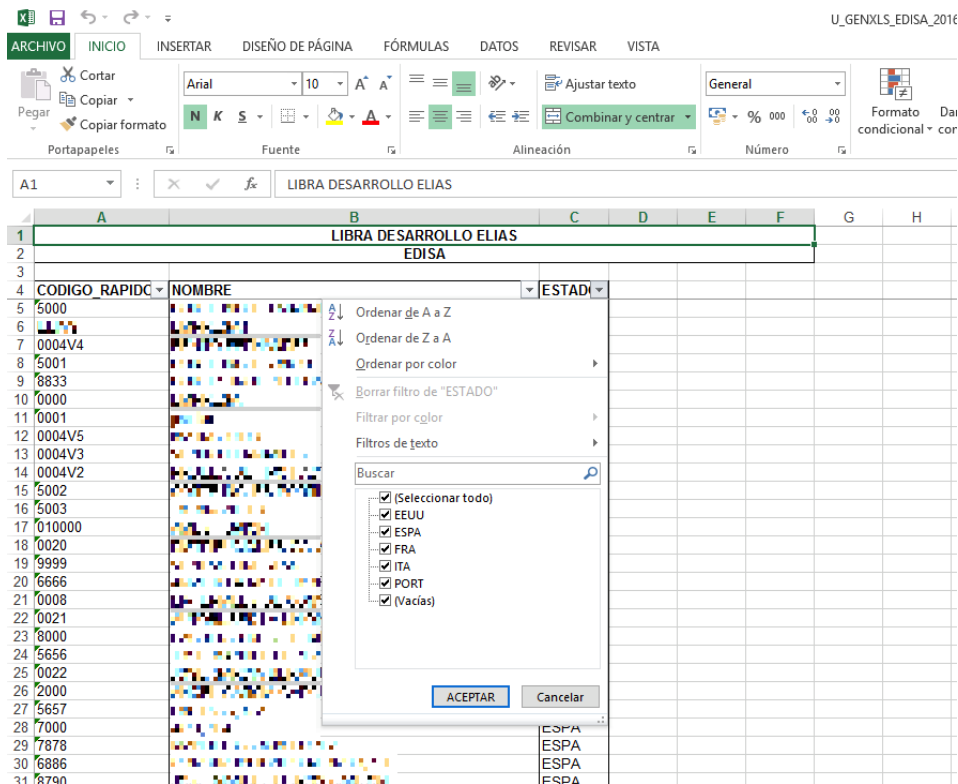 U_GENXLS_EDISA_2016
ARCHIVO INICIO INSERTAR DISEÑO DE PÁGINA FÓRMULAS DATOS REVISAR VISTA
Pegar
Cortar
Copiar
Copiar formato
Portapapeles
Arial 10
N K S
Fuente
Ajustar texto
Combinar y centrar
Alineación
General
% 000
Número
Formato
condicional
A1 fx LIBRA DESARROLLO ELIAS
A B C D E F G H
1 LIBRA DESARROLLO ELIAS
2 EDISA
3
4 CODIGO_RAPIDO NOMBRE ESTADO
5 5000
6
7 0004V4
8 5001
9 8833
10 0000
11 0001
12 0004V5
13 0004V3
14 0004V2
15 5002
16 5003
17 010000
18 0020
19 9999
20 6666
21 0008
22 0021
23 8000
24 5656
25 0022
26 2000
27 5657
28 7000 ESPA
29 7878 ESPA
30 6886 ESPA
31 8790 ESPA
Ordenar de A a Z
Ordenar de Z a A
Ordenar por color
Borrar filtro de "ESTADO"
Filtrar por color
Filtros de texto
Buscar
(Seleccionar todo)
EEUU
ESPA
FRA
ITA
PORT
(Vacías)
ACEPTAR Cancelar